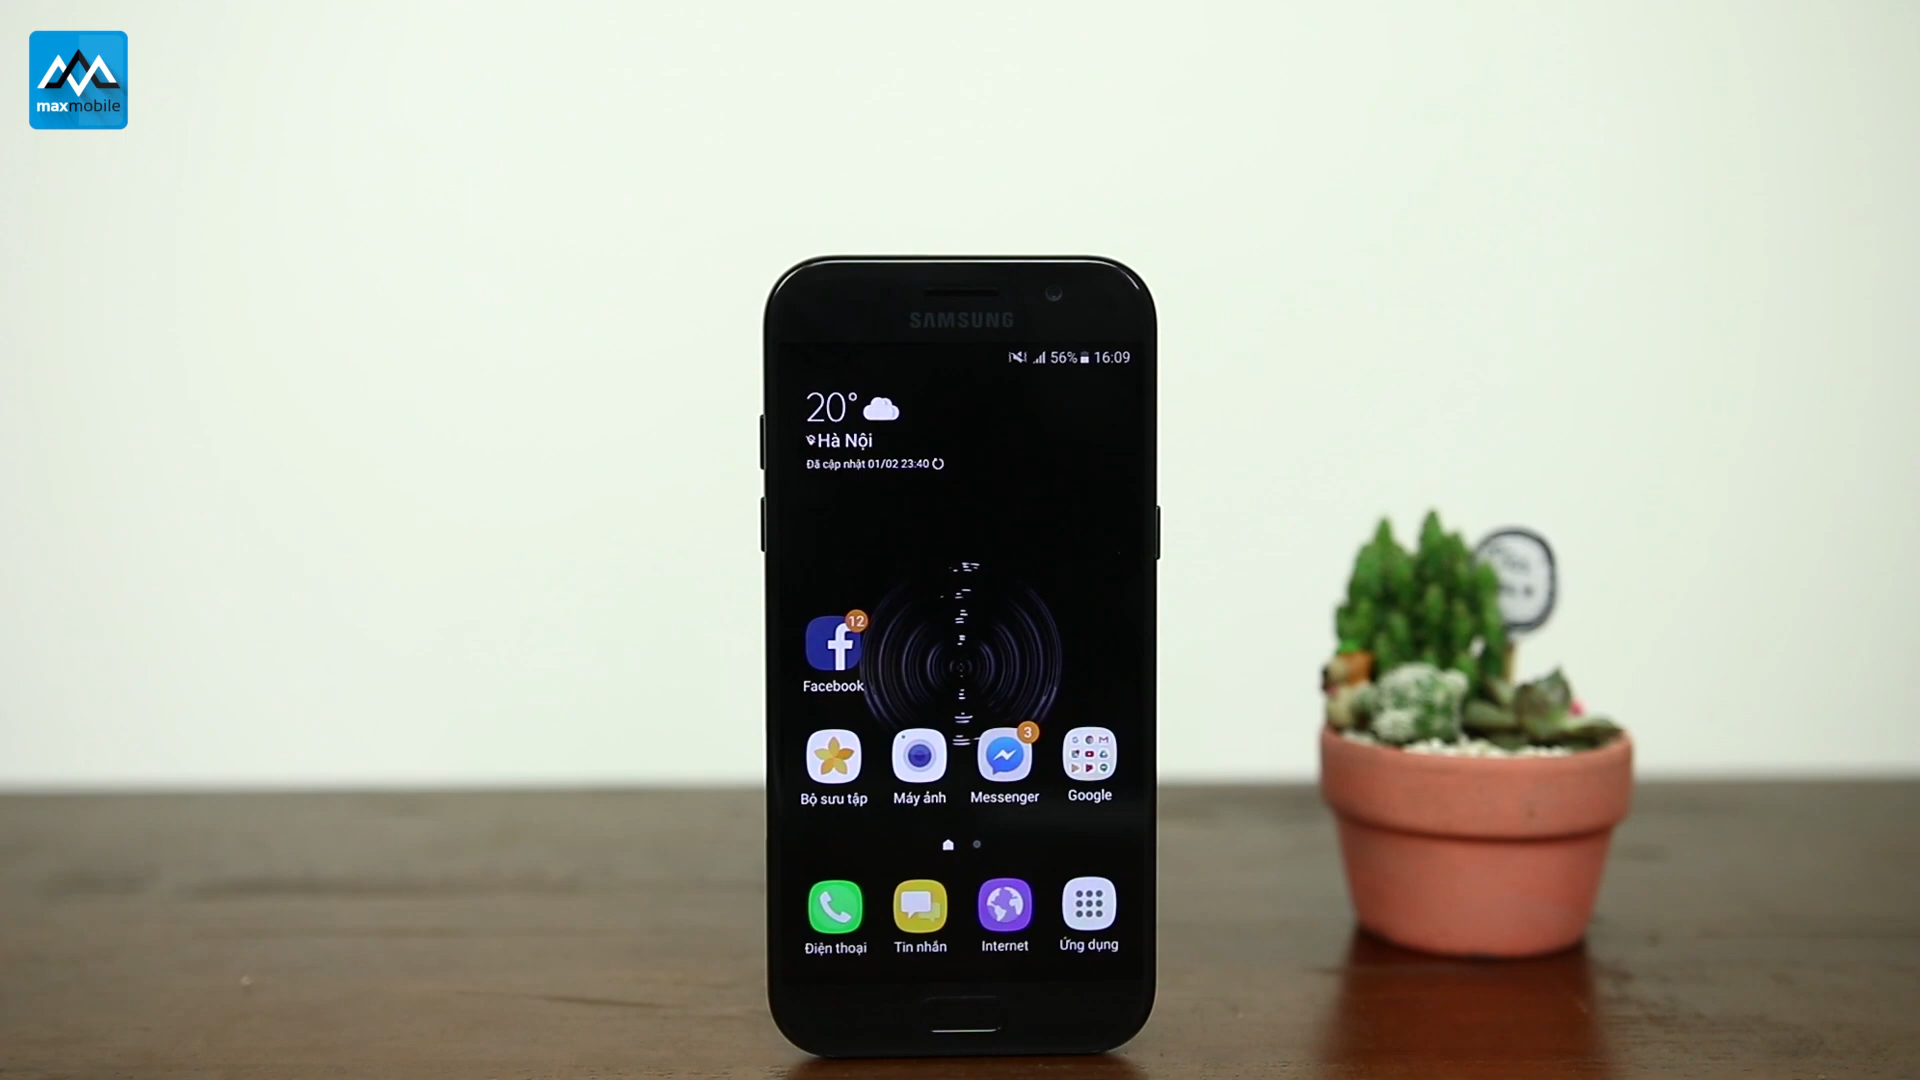 maxmobile
SAMSUNG
56% 16:09
20°
Hà Nội
Đã cập nhật 01/02 23:40
12
Facebook
3
Bộ sưu tập
Máy ảnh
Messenger
Google
Điện thoại
Tin nhắn
Internet
Ứng dụng